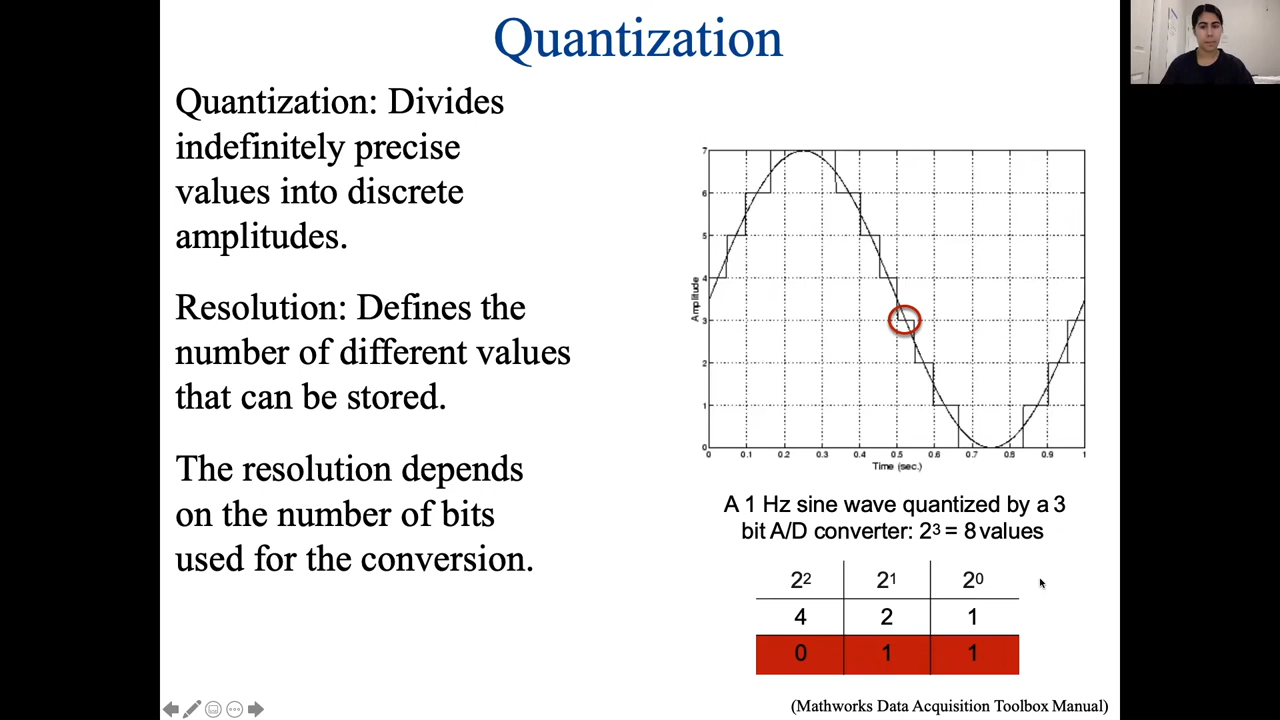 Quantization
Quantization: Divides
indefinitely precise
values into discrete
amplitudes.
Resolution: Defines the
number of different values
that can be stored.
The resolution depends
on the number of bits
used for the conversion.
7
6
5
4
3
2
1
0
Amplitude
0 0.1 0.2 0.3 0.4 0.5 0.6 0.7 0.8 0.9 1
Time (sec.)
A 1 Hz sine wave quantized by a 3
bit A/D converter: 2³ = 8 values
2² 2¹ 2⁰
4 2 1
0 1 1
(Mathworks Data Acquisition Toolbox Manual)